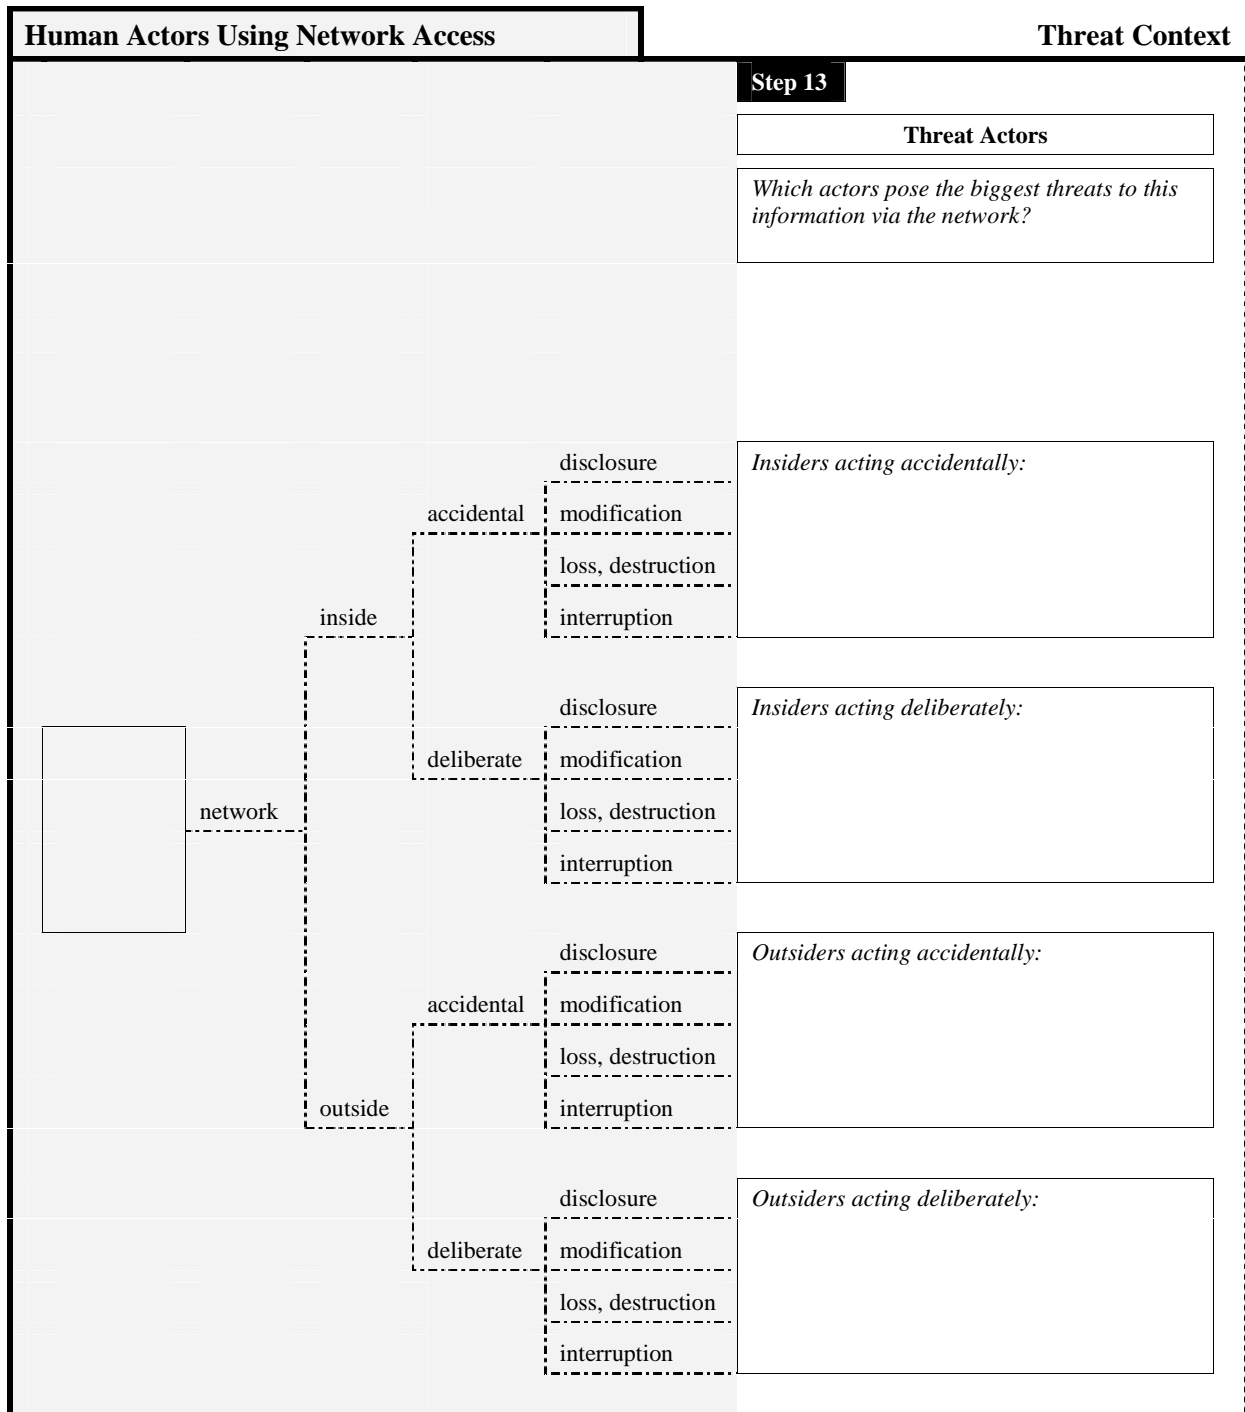 Human Actors Using Network Access
Threat Context
Step 13
Threat Actors
Which actors pose the biggest threats to this
information via the network?
disclosure
Insiders acting accidentally:
accidental
modification
loss, destruction
inside
interruption
disclosure
Insiders acting deliberately:
deliberate
modification
network
loss, destruction
interruption
disclosure
Outsiders acting accidentally:
accidental
modification
loss, destruction
outside
interruption
disclosure
Outsiders acting deliberately:
deliberate
modification
loss, destruction
interruption